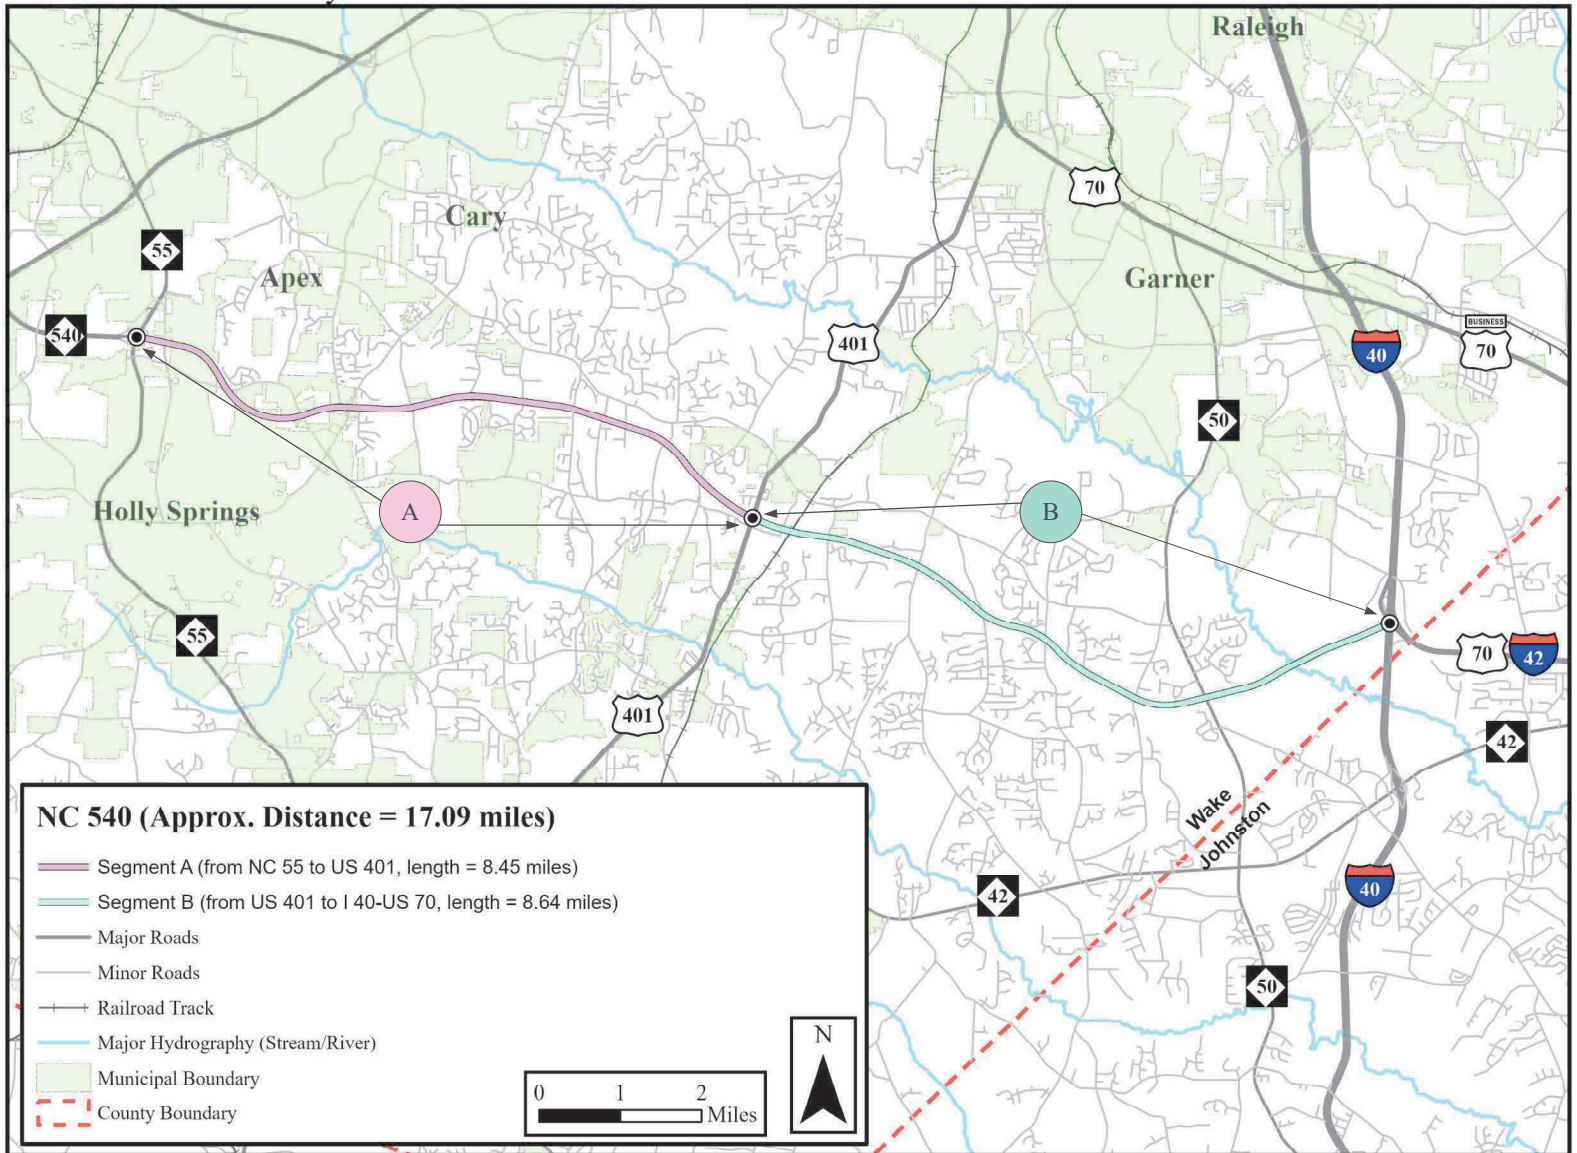 Raleigh
70
Cary
55
Apex
Garner
540
401
BUSINESS
70
40
50
Holly Springs
A
B
55
70
42
401
42
Wake
Johnston
42
40
50
NC 540 (Approx. Distance = 17.09 miles)
Segment A (from NC 55 to US 401, length = 8.45 miles)
Segment B (from US 401 to I 40-US 70, length = 8.64 miles)
Major Roads
Minor Roads
Railroad Track
Major Hydrography (Stream/River)
Municipal Boundary
County Boundary
0 1 2
Miles
N